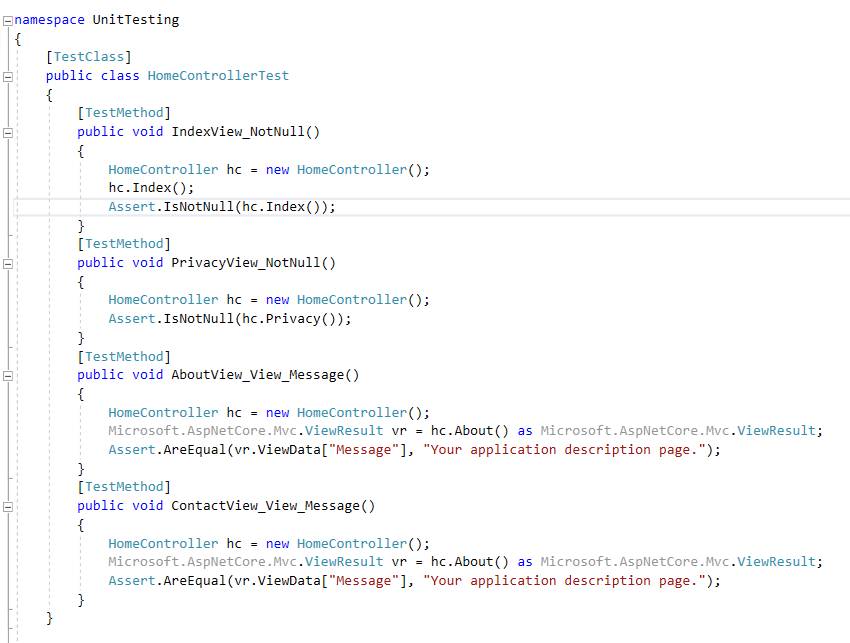 namespace UnitTesting
{
[TestClass]
public class HomeControllerTest
{
[TestMethod]
public void IndexView_NotNull()
{
HomeController hc = new HomeController();
hc.Index();
Assert.IsNotNull(hc.Index());
}
[TestMethod]
public void PrivacyView_NotNull()
{
HomeController hc = new HomeController();
Assert.IsNotNull(hc.Privacy());
}
[TestMethod]
public void AboutView_View_Message()
{
HomeController hc = new HomeController();
Microsoft.AspNetCore.Mvc.ViewResult vr = hc.About() as Microsoft.AspNetCore.Mvc.ViewResult;
Assert.AreEqual(vr.ViewData["Message"], "Your application description page.");
}
[TestMethod]
public void ContactView_View_Message()
{
HomeController hc = new HomeController();
Microsoft.AspNetCore.Mvc.ViewResult vr = hc.About() as Microsoft.AspNetCore.Mvc.ViewResult;
Assert.AreEqual(vr.ViewData["Message"], "Your application description page.");
}
}